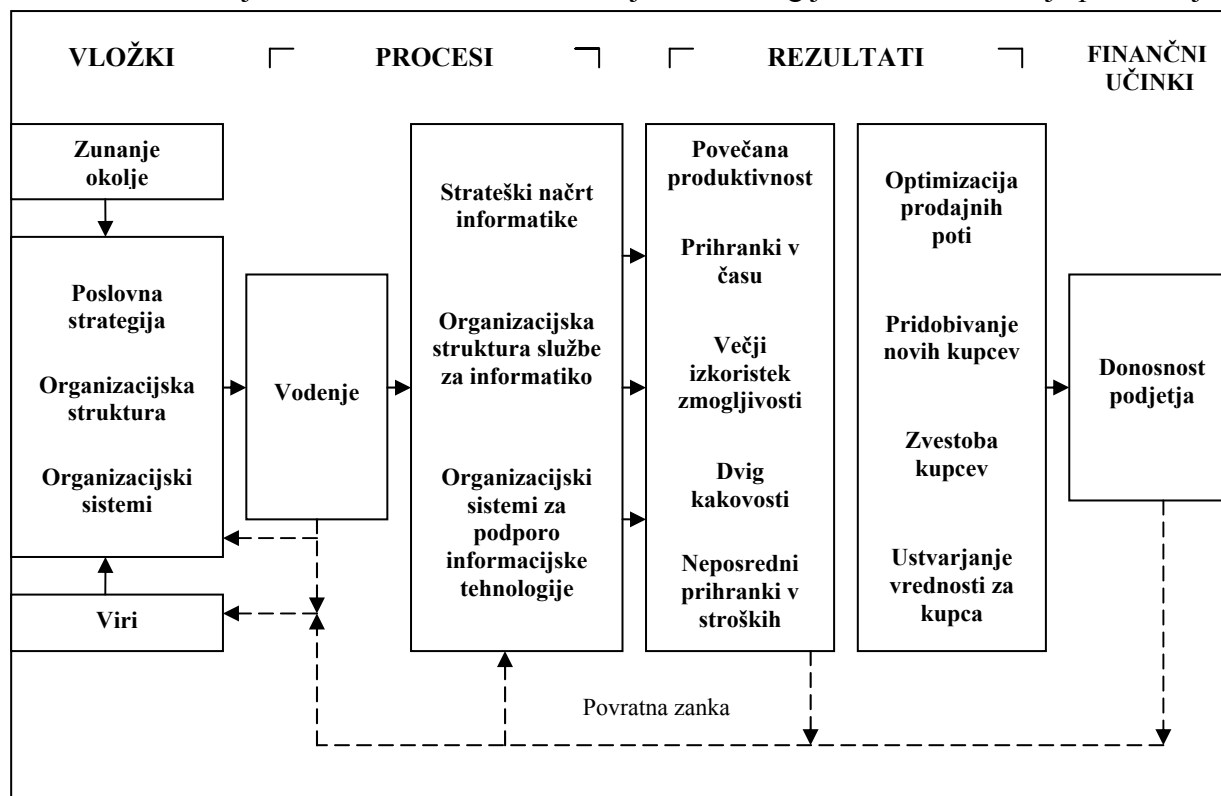 VLOŽKI
PROCESI
REZULTATI
FINANČNI
UČINKI
Zunanje
okolje
Poslovna
strategija
Organizacijska
struktura
Organizacijski
sistemi
Viri
Vodenje
Strateški načrt
informatike
Organizacijska
struktura službe
za informatiko
Organizacijski
sistemi za
podporo
informacijske
tehnologije
Povečana
produktivnost
Prihranki v
času
Večji
izkoristek
zmogljivosti
Dvig
kakovosti
Neposredni
prihranki v
stroških
Optimizacija
prodajnih
poti
Pridobivanje
novih kupcev
Zvestoba
kupcev
Ustvarjanje
vrednosti za
kupca
Donosnost
podjetja
Povratna zanka